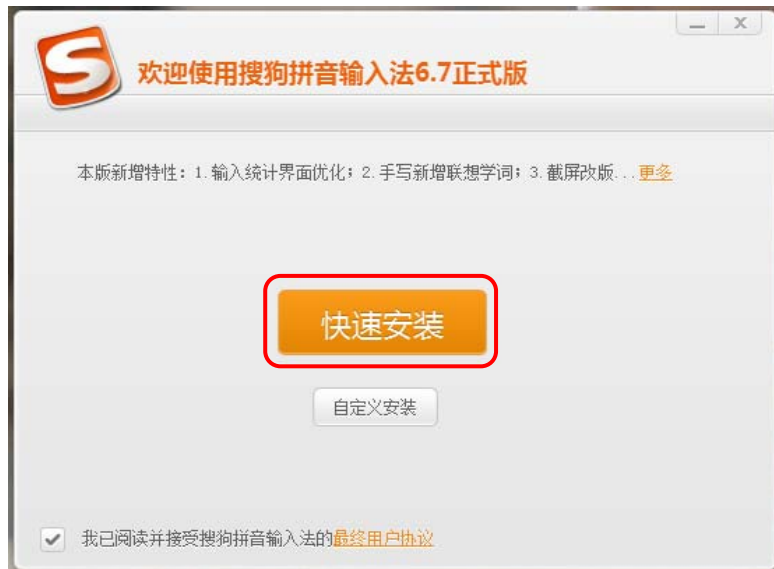 欢迎使用搜狗拼音输入法6.7正式版
本版新增特性：1.输入统计界面优化；2.手写新增联想学词；3.截屏改版...更多
快速安装
自定义安装
我已阅读并接受搜狗拼音输入法的最终用户协议